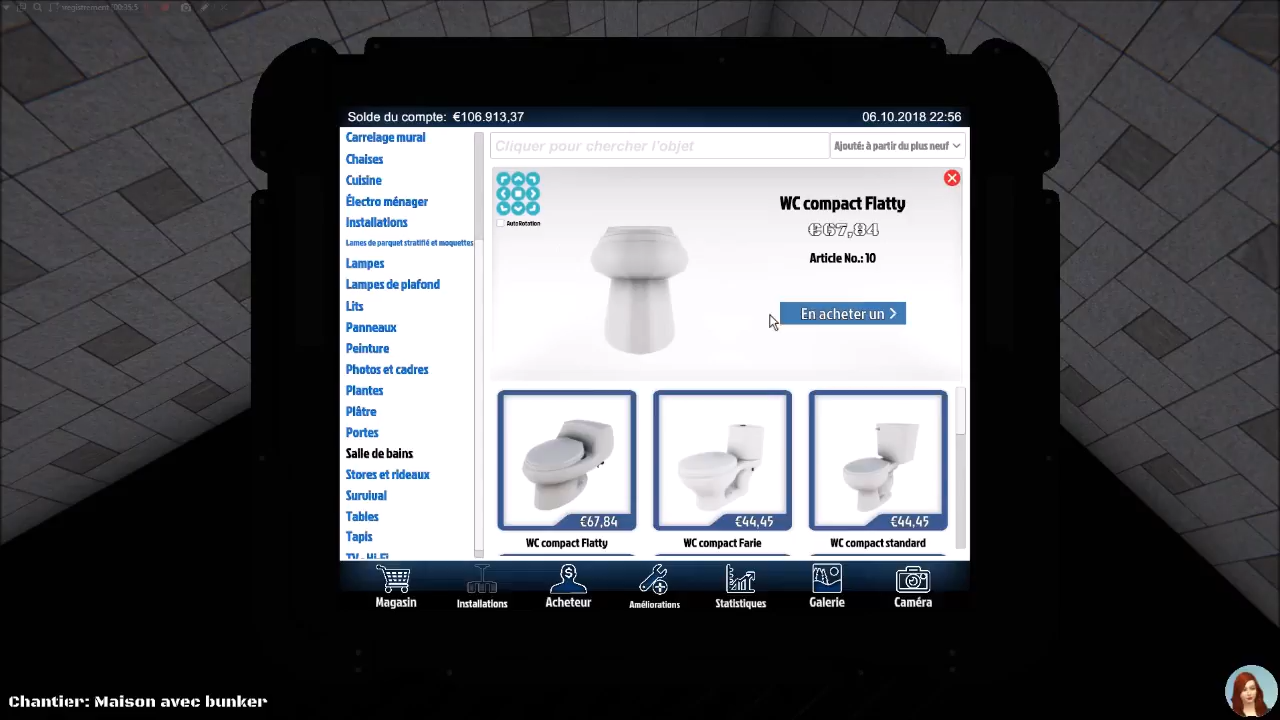 Solde du compte: €106.913,37
06.10.2018 22:56
Carrelage mural
Chaises
Cuisine
Électro ménager
Installations
Lames de parquet stratifié et moquettes
Lampes
Lampes de plafond
Lits
Panneaux
Peinture
Photos et cadres
Plantes
Plâtre
Portes
Salle de bains
Stores et rideaux
Survival
Tables
Tapis
TV - Hi-Fi
Cliquer pour chercher l'objet
Ajouté: à partir du plus neuf
Auto Rotation
WC compact Flatty
€67,84
Article No.: 10
En acheter un >
€67,84
€44,45
€44,45
WC compact Flatty
WC compact Farie
WC compact standard
Magasin
Installations
Acheteur
Améliorations
Statistiques
Galerie
Caméra
Chantier: Maison avec bunker